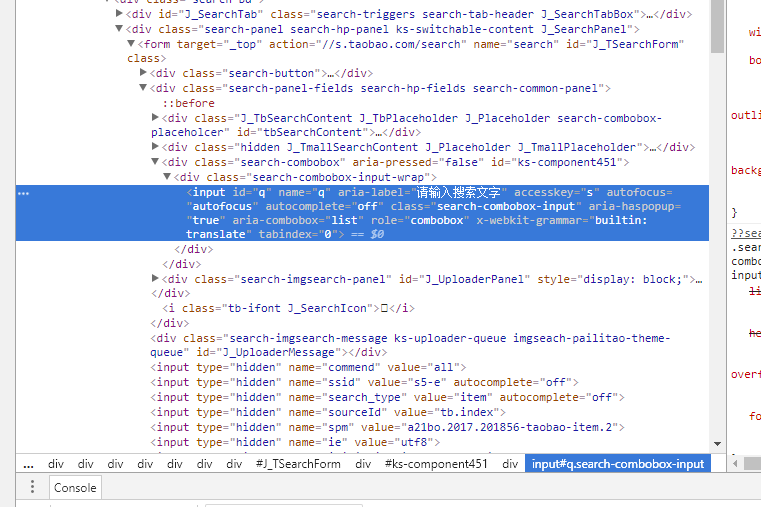 <div id="J_SearchTab" class="search-triggers search-tab-header J_SearchTabBox">…</div>
<div class="search-panel search-hp-panel ks-switchable-content J_SearchPanel">
<form target="_top" action="//s.taobao.com/search" name="search" id="J_TSearchForm"
class>
<div class="search-button">…</div>
<div class="search-panel-fields search-hp-fields search-common-panel">
::before
<div class="J_TbSearchContent J_TbPlaceholder J_Placeholder search-combobox-
placeholcer" id="tbSearchContent">…</div>
<div class="hidden J_TmallSearchContent J_Placeholder J_TmallPlaceholder">…</div>
<div class="search-combobox" aria-pressed="false" id="ks-component451">
<div class="search-combobox-input-wrap">
<input id="q" name="q" aria-label="请输入搜索文字" accesskey="s" autofocus=
"autofocus" autocomplete="off" class="search-combobox-input" aria-haspopup=
"true" aria-combobox="list" role="combobox" x-webkit-grammar="builtin:
translate" tabindex="0"> == $0
</div>
</div>
<div class="search-imgsearch-panel" id="J_UploaderPanel" style="display: block;">…
</div>
<i class="tb-ifont J_SearchIcon"></i>
</div>
<div class="search-imgsearch-message ks-uploader-queue imgseach-pailitao-theme-
queue" id="J_UploaderMessage"></div>
<input type="hidden" name="commend" value="all">
<input type="hidden" name="ssid" value="s5-e" autocomplete="off">
<input type="hidden" name="search_type" value="item" autocomplete="off">
<input type="hidden" name="sourceId" value="tb.index">
<input type="hidden" name="spm" value="a21bo.2017.201856-taobao-item.2">
<input type="hidden" name="ie" value="utf8">
... div div div div div #J_TSearchForm div #ks-component451 div input#q.search-combobox-input
Console
wi
bo
outli
backg
}
??sea
.sear
combo
input
li
he
overf
fo